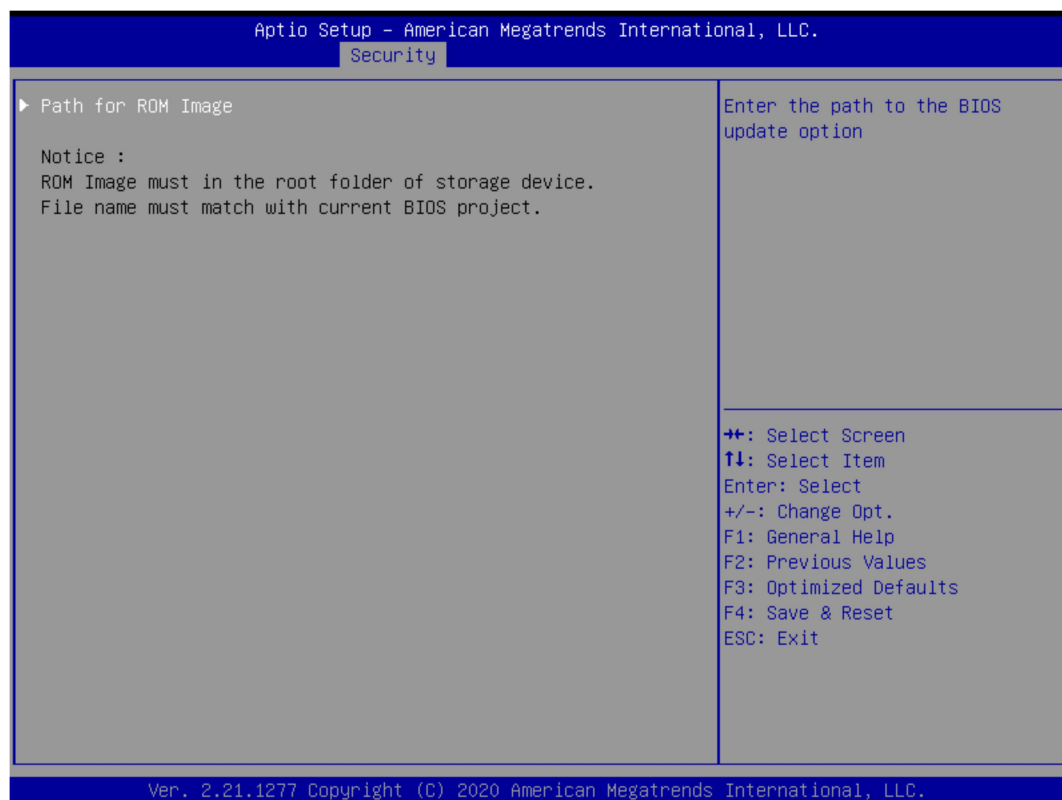 Aptio Setup – American Megatrends International, LLC.
Security
▶ Path for ROM Image
Notice :
ROM Image must in the root folder of storage device.
File name must match with current BIOS project.
Enter the path to the BIOS
update option
→←: Select Screen
↑↓: Select Item
Enter: Select
+/-: Change Opt.
F1: General Help
F2: Previous Values
F3: Optimized Defaults
F4: Save & Reset
ESC: Exit
Ver. 2.21.1277 Copyright (C) 2020 American Megatrends International, LLC.